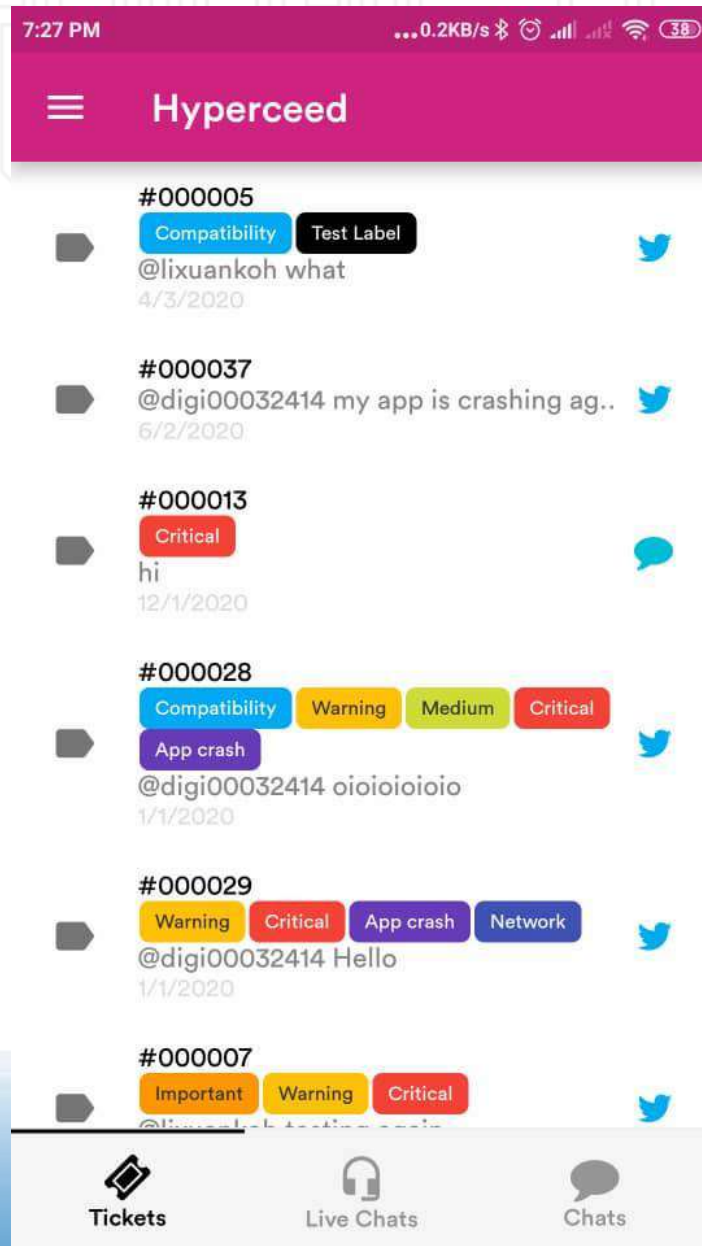 7:27 PM ...0.2KB/s 38
Hyperceed
#000005
Compatibility Test Label
@lixuankoh what
4/3/2020
#000037
@digi00032414 my app is crashing ag..
6/2/2020
#000013
Critical
hi
12/1/2020
#000028
Compatibility Warning Medium Critical
App crash
@digi00032414 oioioioioio
1/1/2020
#000029
Warning Critical App crash Network
@digi00032414 Hello
1/1/2020
#000007
Important Warning Critical
@lixuankoh testing again
Tickets Live Chats Chats